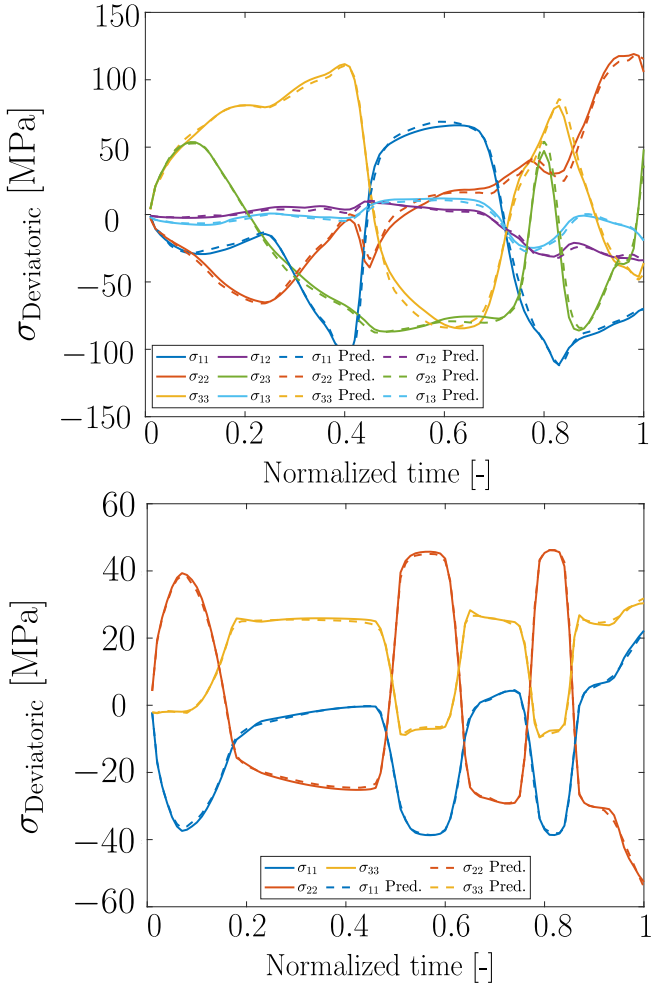 150
100
50
0
−50
−100
−150
σDeviatoric [MPa]
σ11 σ12 σ11 Pred. σ12 Pred.
σ22 σ23 σ22 Pred. σ23 Pred.
σ33 σ13 σ33 Pred. σ13 Pred.
0 0.2 0.4 0.6 0.8 1
Normalized time [-]
60
40
20
0
−20
−40
−60
σDeviatoric [MPa]
σ11 σ33 σ22 Pred.
σ22 σ11 Pred. σ33 Pred.
0 0.2 0.4 0.6 0.8 1
Normalized time [-]